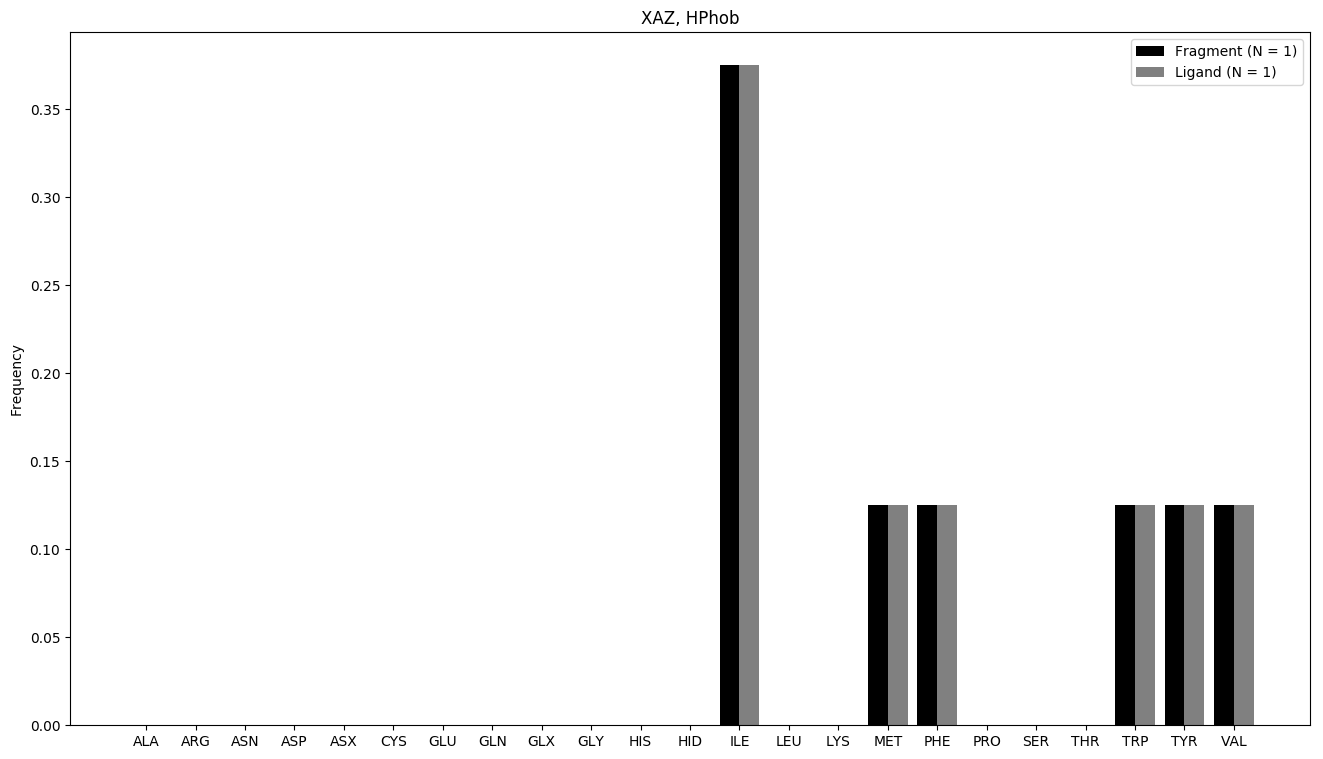 XAZ, HPhob
Fragment (N = 1)
Ligand (N = 1)
Frequency
0.35
0.30
0.25
0.20
0.15
0.10
0.05
0.00
ALA ARG ASN ASP ASX CYS GLU GLN GLX GLY HIS HID ILE LEU LYS MET PHE PRO SER THR TRP TYR VAL